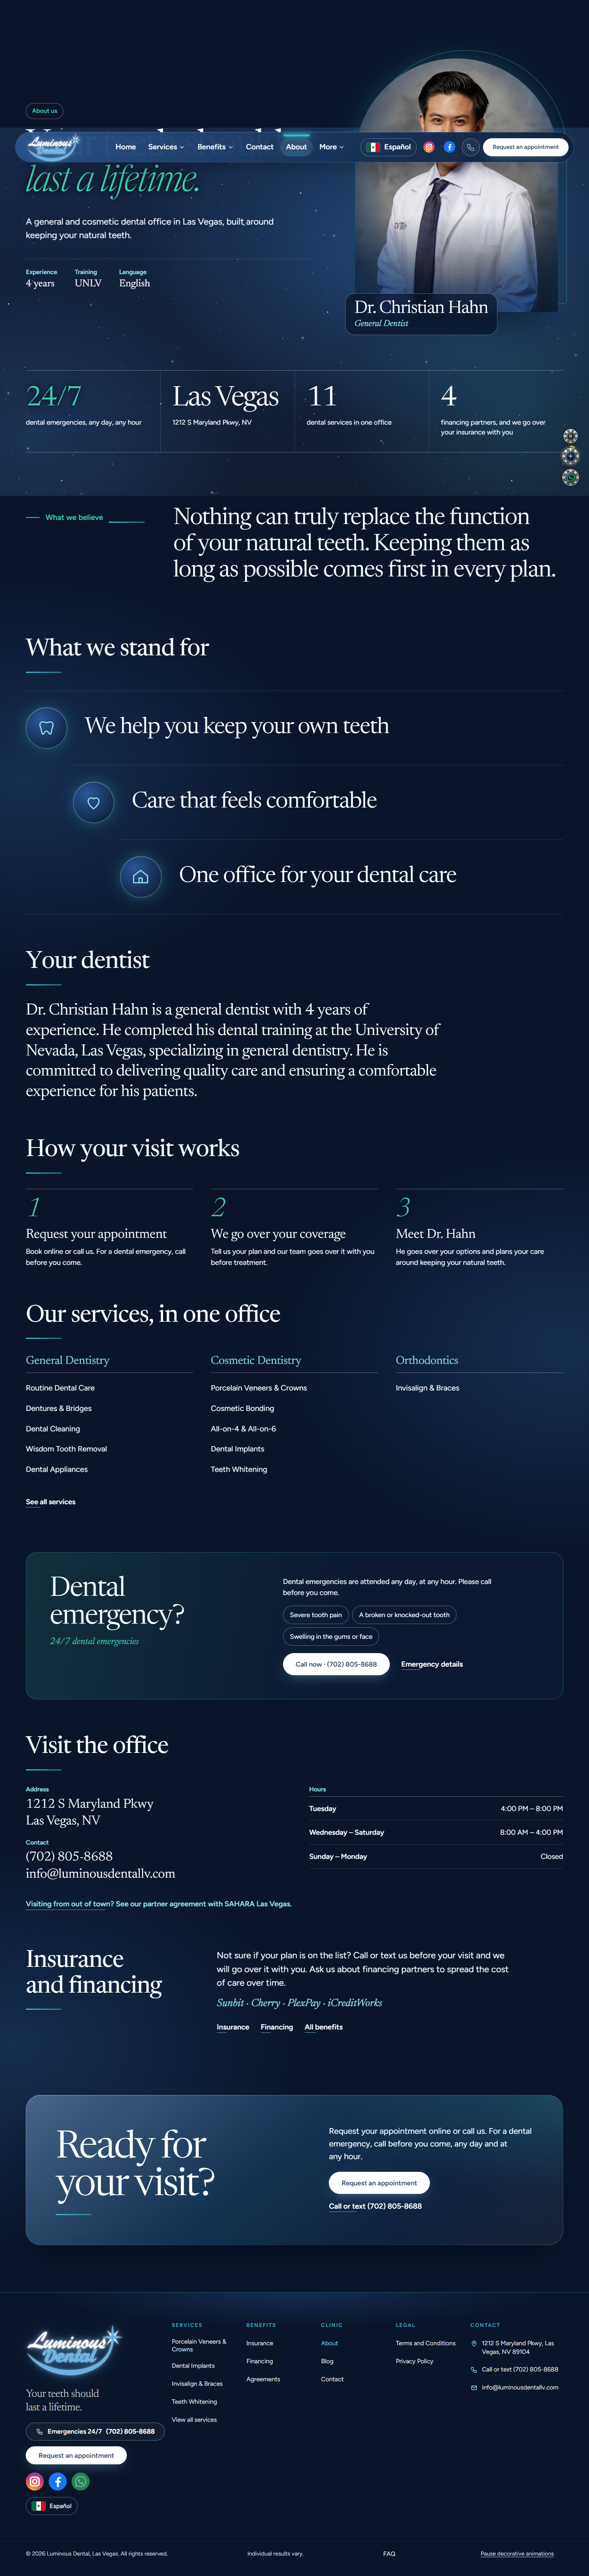 About us
Luminous
Dental
Home
Services
Benefits
Contact
About
More
Español
Request an appointment
last a lifetime.
A general and cosmetic dental office in Las Vegas, built around
keeping your natural teeth.
Experience
4 years
Training
UNLV
Language
English
Dr. Christian Hahn
General Dentist
24/7
dental emergencies, any day, any hour
Las Vegas
1212 S Maryland Pkwy, NV
11
dental services in one office
4
financing partners, and we go over
your insurance with you
What we believe
Nothing can truly replace the function
of your natural teeth. Keeping them as
long as possible comes first in every plan.
What we stand for
We help you keep your own teeth
Care that feels comfortable
One office for your dental care
Your dentist
Dr. Christian Hahn is a general dentist with 4 years of
experience. He completed his dental training at the University of
Nevada, Las Vegas, specializing in general dentistry. He is
committed to delivering quality care and ensuring a comfortable
experience for his patients.
How your visit works
1
Request your appointment
Book online or call us. For a dental emergency, call
before you come.
2
We go over your coverage
Tell us your plan and our team goes over it with you
before treatment.
3
Meet Dr. Hahn
He goes over your options and plans your care
around keeping your natural teeth.
Our services, in one office
General Dentistry
Routine Dental Care
Dentures & Bridges
Dental Cleaning
Wisdom Tooth Removal
Dental Appliances
Cosmetic Dentistry
Porcelain Veneers & Crowns
Cosmetic Bonding
All-on-4 & All-on-6
Dental Implants
Teeth Whitening
Orthodontics
Invisalign & Braces
See all services
Dental
emergency?
24/7 dental emergencies
Dental emergencies are attended any day, at any hour. Please call
before you come.
Severe tooth pain
A broken or knocked-out tooth
Swelling in the gums or face
Call now · (702) 805-8688
Emergency details
Visit the office
Address
1212 S Maryland Pkwy
Las Vegas, NV
Contact
(702) 805-8688
info@luminousdentallv.com
Hours
Tuesday
4:00 PM – 8:00 PM
Wednesday – Saturday
8:00 AM – 4:00 PM
Sunday – Monday
Closed
Visiting from out of town? See our partner agreement with SAHARA Las Vegas.
Insurance
and financing
Not sure if your plan is on the list? Call or text us before your visit and we
will go over it with you. Ask us about financing partners to spread the cost
of care over time.
Sunbit · Cherry · PlexPay · iCreditWorks
Insurance
Financing
All benefits
Ready for
your visit?
Request your appointment online or call us. For a dental
emergency, call before you come, any day and at
any hour.
Request an appointment
Call or text (702) 805-8688
Luminous
Dental
Your teeth should
last a lifetime.
Emergencies 24/7 (702) 805-8688
Request an appointment
Español
SERVICES
Porcelain Veneers &
Crowns
Dental Implants
Invisalign & Braces
Teeth Whitening
View all services
BENEFITS
Insurance
Financing
Agreements
CLINIC
About
Blog
Contact
LEGAL
Terms and Conditions
Privacy Policy
CONTACT
1212 S Maryland Pkwy, Las
Vegas, NV 89104
Call or text (702) 805-8688
info@luminousdentallv.com
© 2026 Luminous Dental, Las Vegas. All rights reserved.
Individual results vary.
FAQ
Pause decorative animations